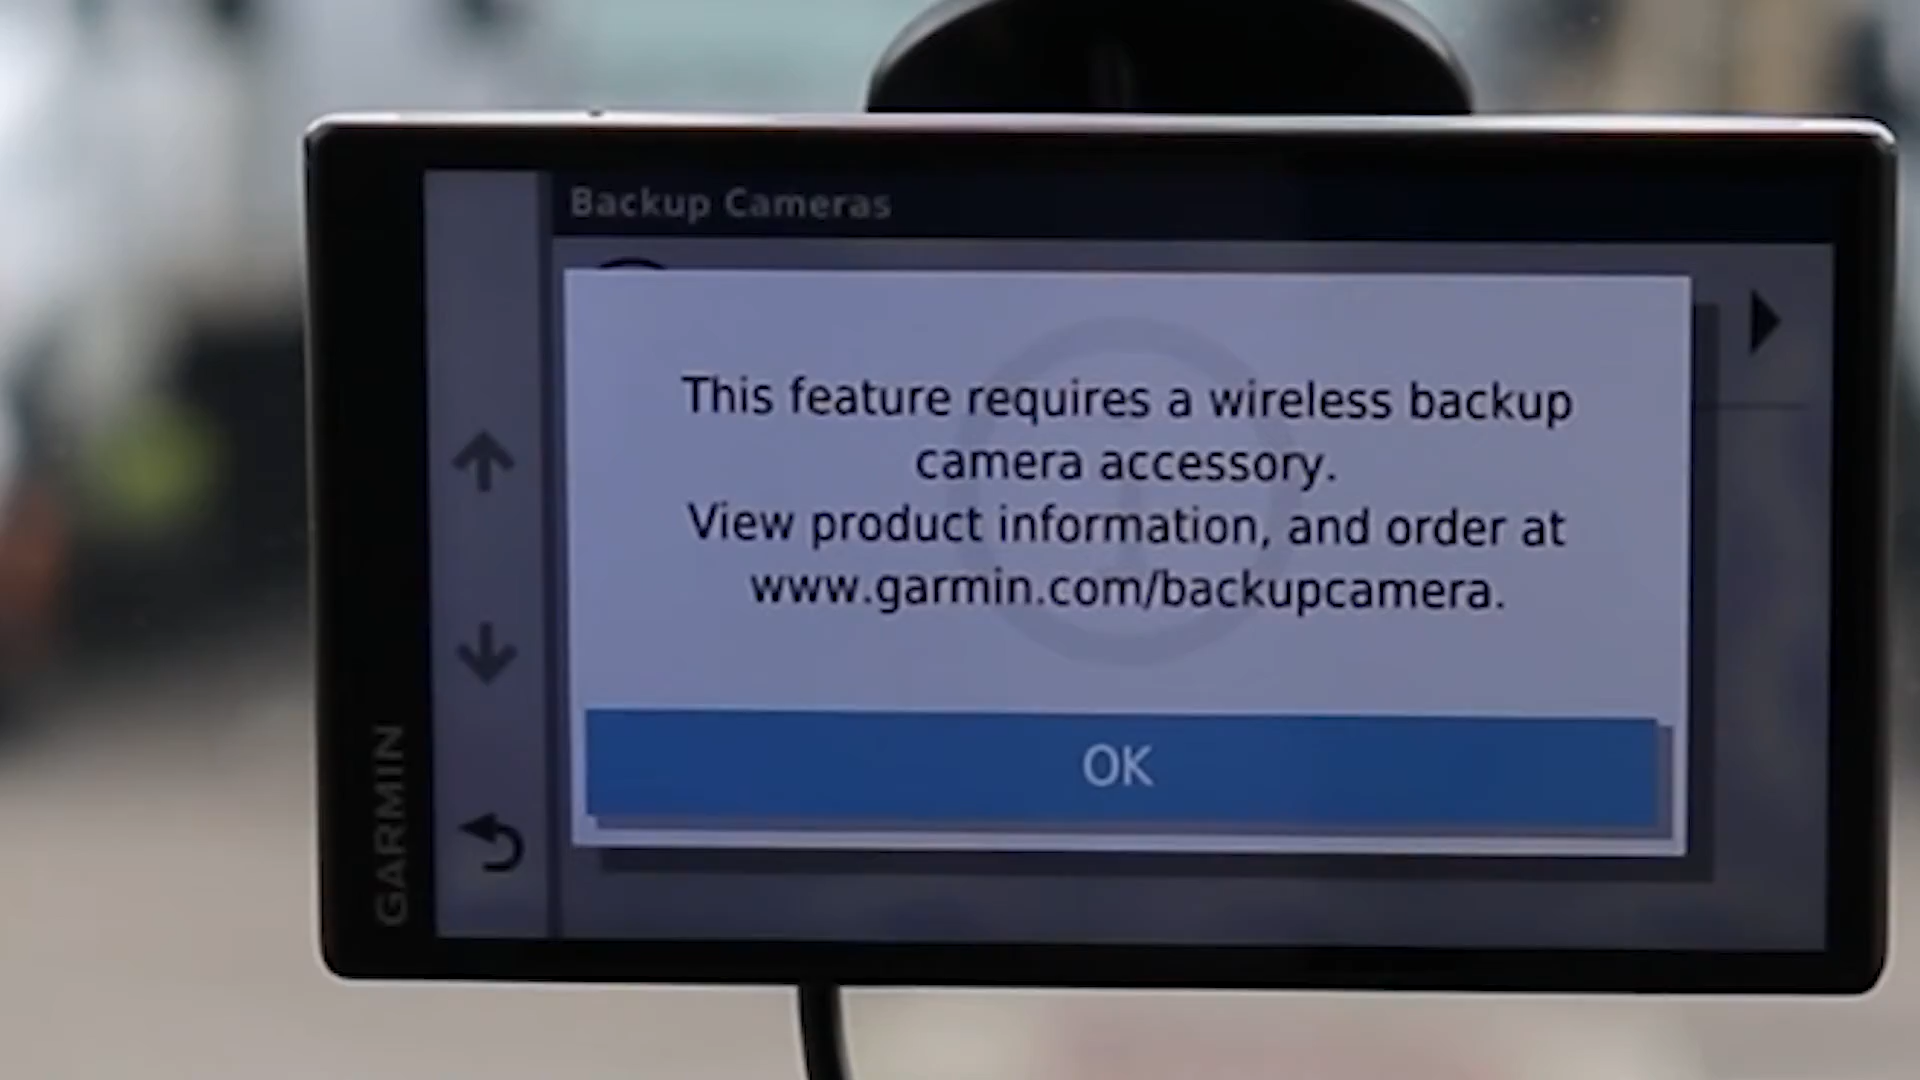 Backup Cameras
This feature requires a wireless backup
camera accessory.
View product information, and order at
www.garmin.com/backupcamera.
OK
GARMIN